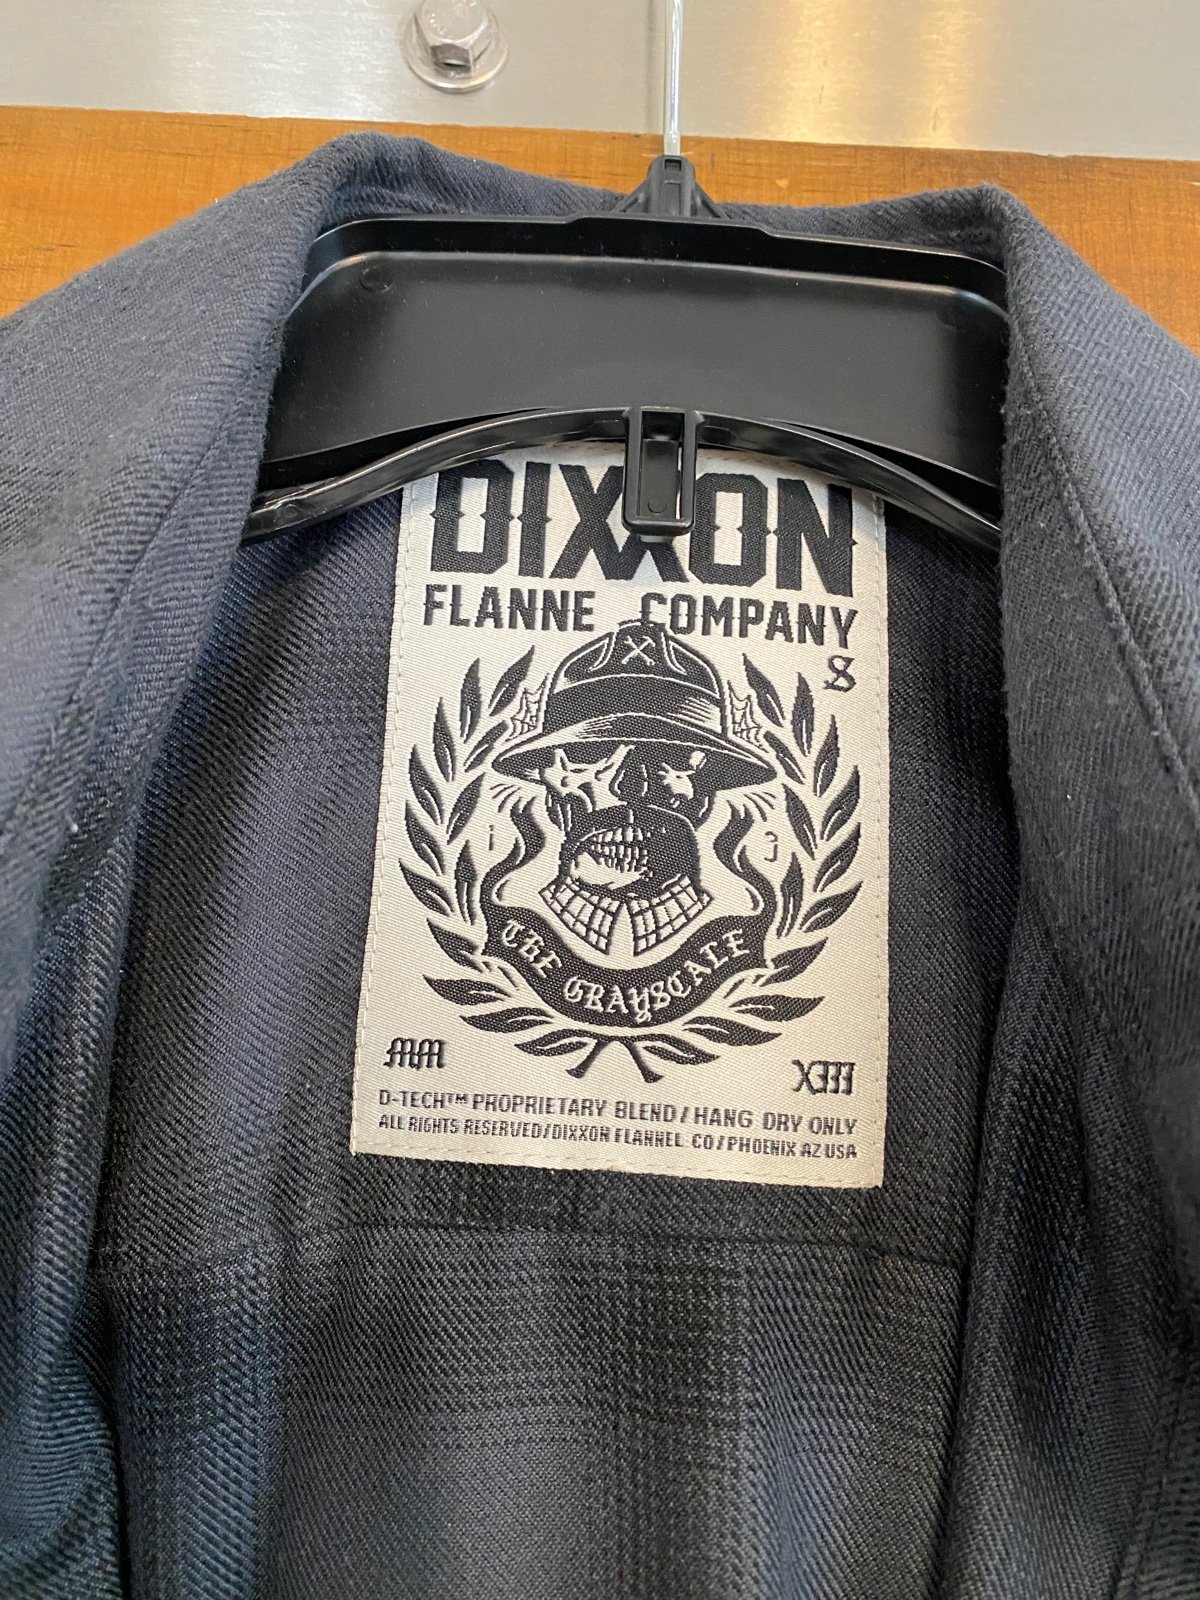 DIXXON
FLANNE COMPANY
S
i 3
THE GRAYSCALE
MM XIII
D-TECH™ PROPRIETARY BLEND/HANG DRY ONLY
ALL RIGHTS RESERVED/DIXXON FLANNEL CO/PHOENIX AZ USA